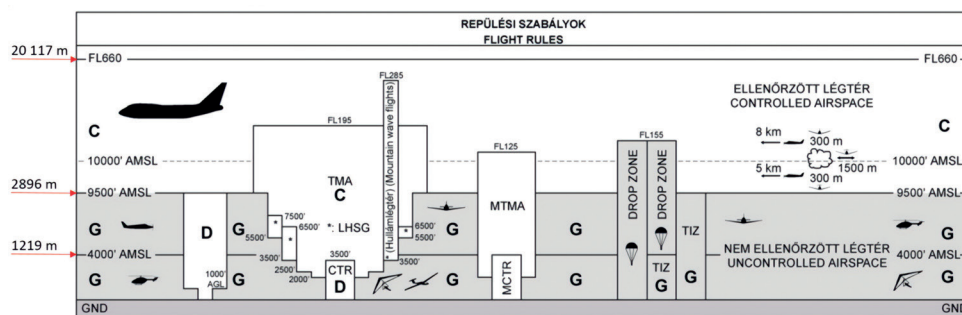 REPÜLÉSI SZABÁLYOK
FLIGHT RULES
20 117 m
FL660
FL660
FL285
ELLENŐRZÖTT LÉGTÉR
CONTROLLED AIRSPACE
C
FL195
8 km
300 m
C
FL155
FL125
1500 m
10000' AMSL
10000' AMSL
5 km
300 m
2896 m
9500' AMSL
9500' AMSL
TMA
C
(Hullámlégtér) (Mountain wave flights)
*
MTMA
DROP ZONE
DROP ZONE
G
D
G
7500'
*
6500'
*
5500'
*: LHSG
6500'
5500'
G
G
TIZ
G
NEM ELLENŐRZÖTT LÉGTÉR
UNCONTROLLED AIRSPACE
1219 m
4000' AMSL
4000' AMSL
3500'
3500'
3500'
2500'
2000'
CTR
D
G
1000'
AGL
G
G
MCTR
G
TIZ
G
G
G
GND
GND